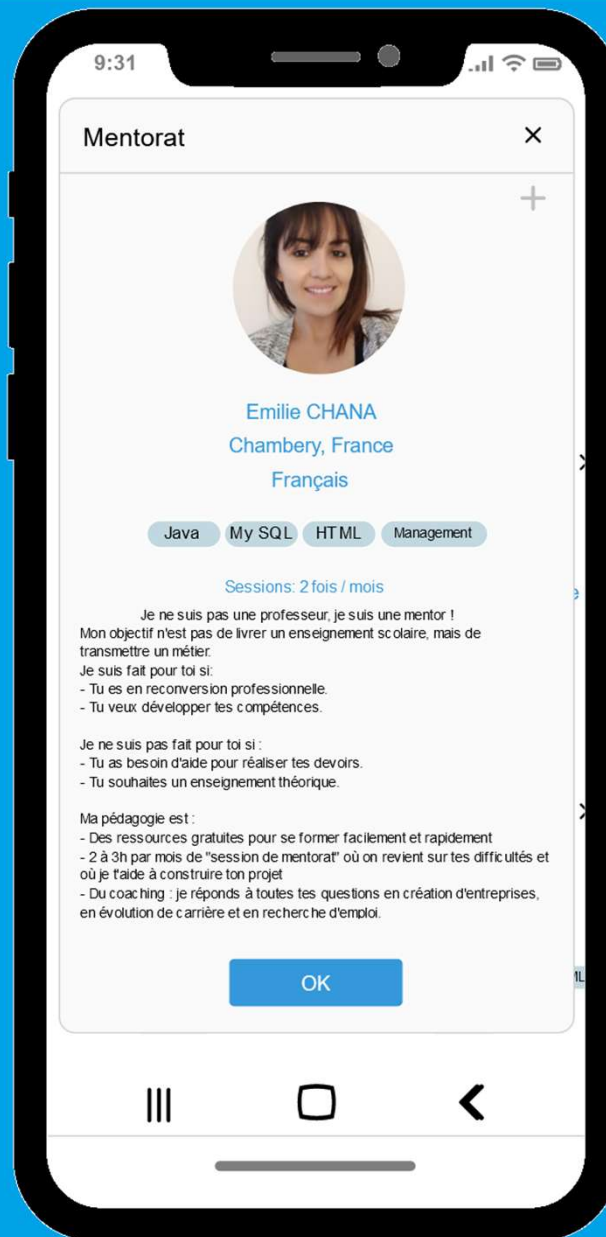 9:31
Mentorat
Emilie CHANA
Chambery, France
Français
Java My SQL HTML Management
Sessions: 2 fois / mois
Je ne suis pas une professeur, je suis une mentor !
Mon objectif n'est pas de livrer un enseignement scolaire, mais de
transmettre un métier.
Je suis fait pour toi si:
- Tu es en reconversion professionnelle.
- Tu veux développer tes compétences.
Je ne suis pas fait pour toi si :
- Tu as besoin d'aide pour réaliser tes devoirs.
- Tu souhaites un enseignement théorique.
Ma pédagogie est :
- Des ressources gratuites pour se former facilement et rapidement
- 2 à 3h par mois de "session de mentorat" où on revient sur tes difficultés et
où je t'aide à construire ton projet
- Du coaching : je réponds à toutes tes questions en création d'entreprises,
en évolution de carrière et en recherche d'emploi.
OK